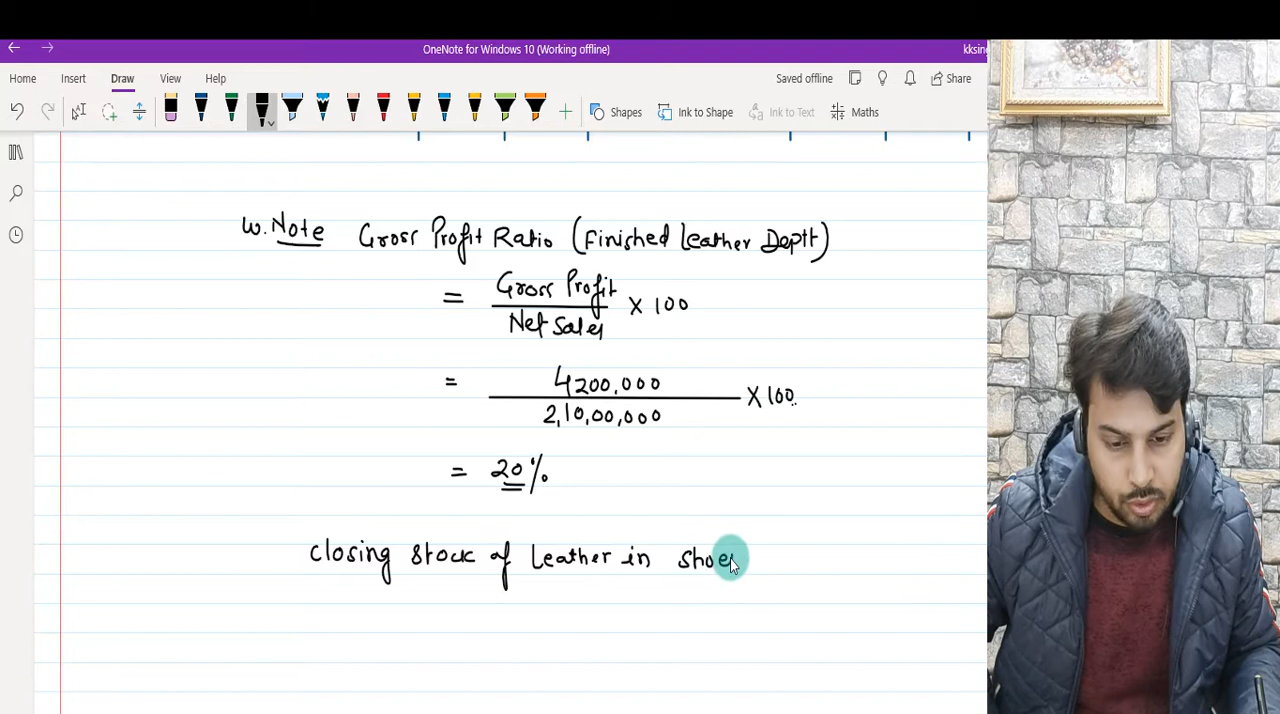 OneNote for Windows 10 (Working offline)
kksin
Home Insert Draw View Help
Saved offline Share
Shapes Ink to Shape Ink to Text Maths
W.Note Gross Profit Ratio (Finished Leather Deptt)
= Gross Profit
Net Sales X 100
= 4200,000
2,10,00,000 X 100
= 20%
Closing Stock of Leather in Shoe